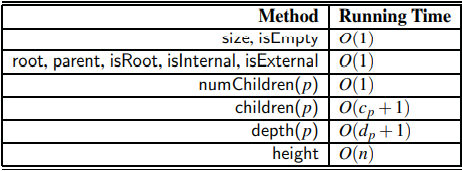 Method Running Time
size, isEmpty O(1)
root, parent, isRoot, isInternal, isExternal O(1)
numChildren(p) O(1)
children(p) O(c_p + 1)
depth(p) O(d_p + 1)
height O(n)